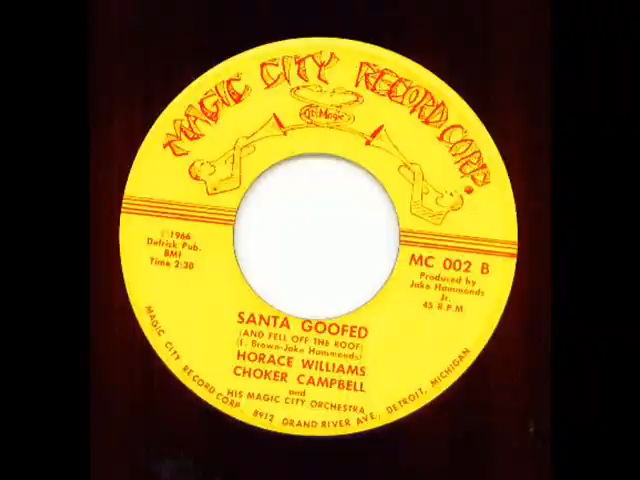 MAGIC CITY RECORD CORP.
It's Magic
©1966
Delrick Pub.
BMI
Time 2:30
MC 002 B
Produced by
Jake Hammonds
Jr.
45 R.P.M
SANTA GOOFED
(AND FELL OFF THE ROOF)
(I. Brown-Jake Hammonds)
HORACE WILLIAMS
CHOKER CAMPBELL
and
HIS MAGIC CITY ORCHESTRA
MAGIC CITY RECORD CORP. 8912 GRAND RIVER AVE, DETROIT, MICHIGAN